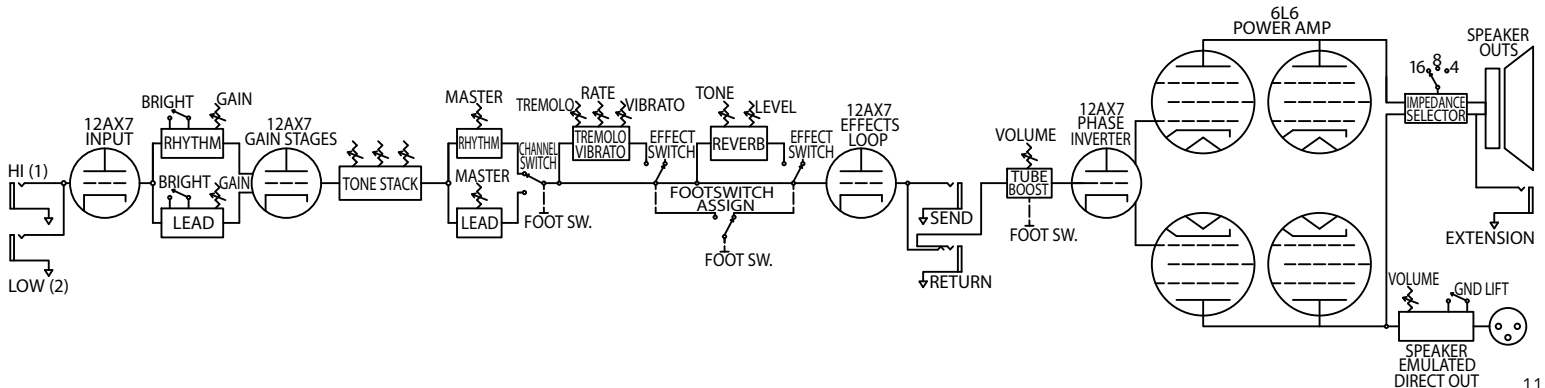 HI (1)
LOW (2)
12AX7
INPUT
BRIGHT
GAIN
RHYTHM
BRIGHT
GAIN
LEAD
12AX7
GAIN STAGES
TONE STACK
MASTER
RHYTHM
MASTER
LEAD
CHANNEL
SWITCH
FOOT SW.
TREMOLO
RATE
VIBRATO
TREMOLO
VIBRATO
EFFECT
SWITCH
TONE
LEVEL
REVERB
EFFECT
SWITCH
FOOTSWITCH
ASSIGN
FOOT SW.
12AX7
EFFECTS
LOOP
SEND
RETURN
VOLUME
TUBE
BOOST
FOOT SW.
12AX7
PHASE
INVERTER
6L6
POWER AMP
16 8 4
IMPEDANCE
SELECTOR
SPEAKER
OUTS
EXTENSION
VOLUME
GND LIFT
SPEAKER
EMULATED
DIRECT OUT
11